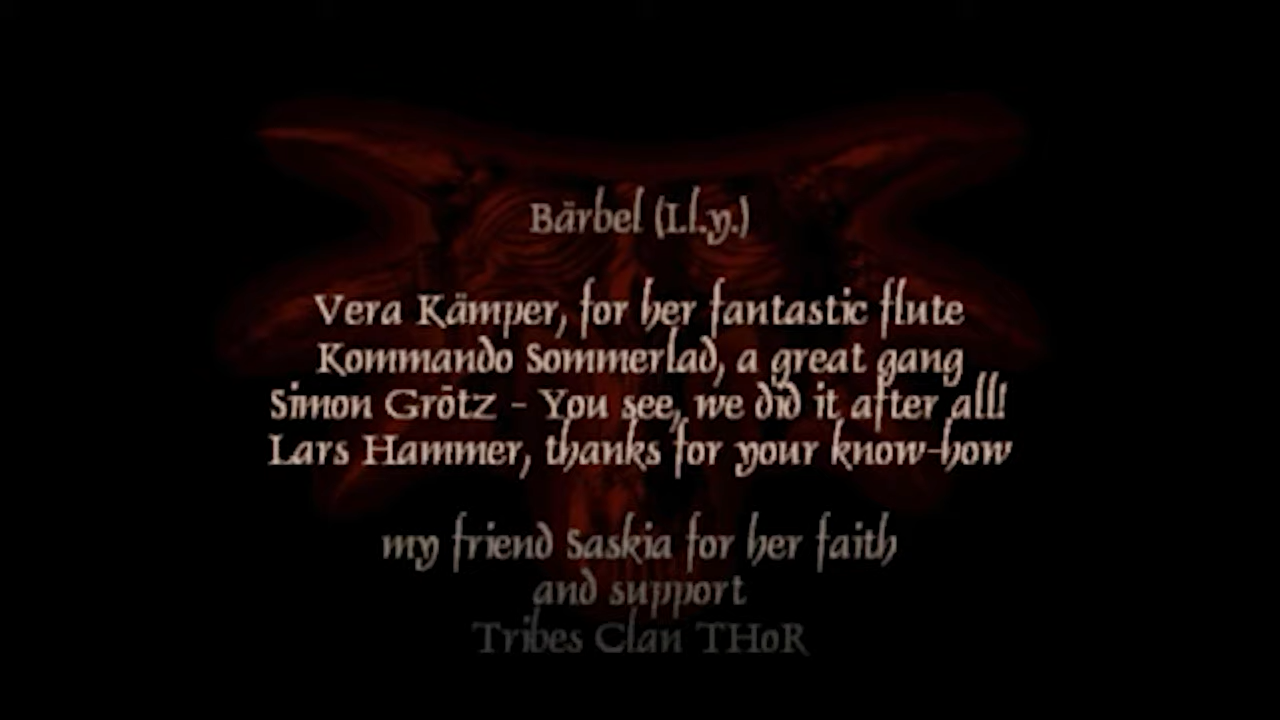 Bärbel (I.l.y.)
Vera Kämper, for her fantastic flute
Kommando Sommerlad, a great gang
Simon Grötz - You see, we did it after all!
Lars Hammer, thanks for your know-how
my friend Saskia for her faith
and support
Tribes Clan THoR